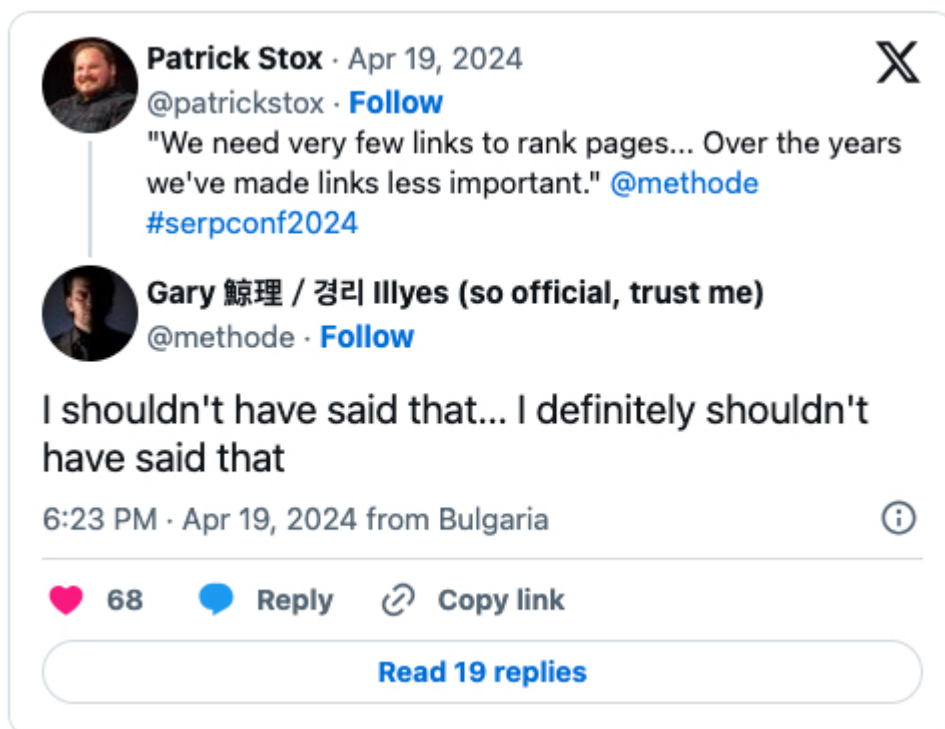 Patrick Stox · Apr 19, 2024
@patrickstox · Follow
"We need very few links to rank pages... Over the years
we've made links less important." @methode
#serpconf2024
Gary 鯨理 / 경리 Illyes (so official, trust me)
@methode · Follow
I shouldn't have said that... I definitely shouldn't
have said that
6:23 PM · Apr 19, 2024 from Bulgaria
68 Reply Copy link
Read 19 replies